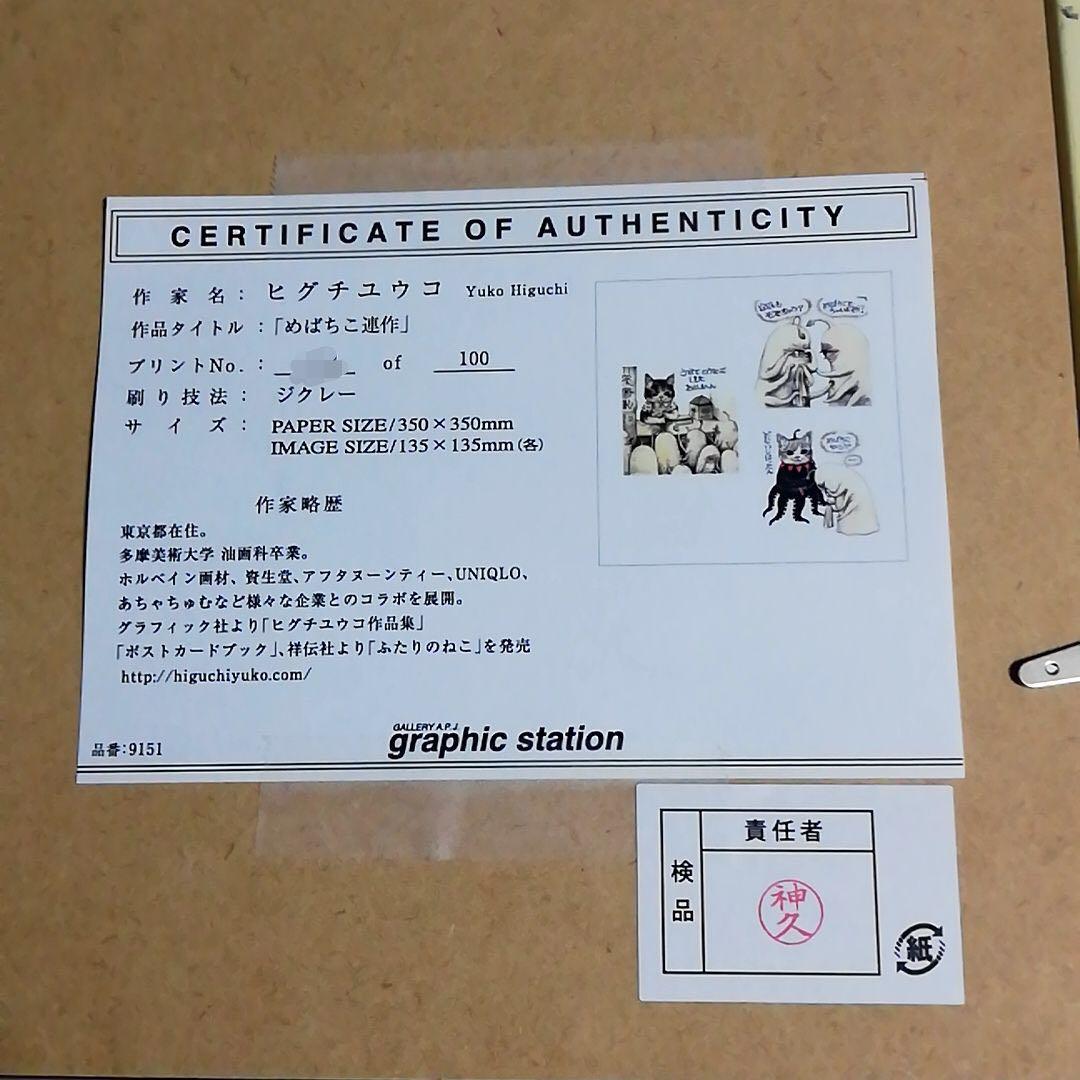 CERTIFICATE OF AUTHENTICITY
作家名： ヒグチユウコ Yuko Higuchi
作品タイトル：「めばちこ連作」
プリントNo.： of 100
刷り技法： ジクレー
サイズ： PAPER SIZE/350×350mm
IMAGE SIZE/135×135mm(各)
作家略歴
東京都在住。
多摩美術大学 油画科卒業。
ホルベイン画材、資生堂、アフタヌーンティー、UNIQLO、
あちゃちゅむなど様々な企業とのコラボを展開。
グラフィック社より「ヒグチユウコ作品集」
「ポストカードブック」、祥伝社より「ふたりのねこ」を発売
http://higuchiyuko.com/
GALLERY A.P.J
graphic station
品番：9151
責任者
検品
神久
紙